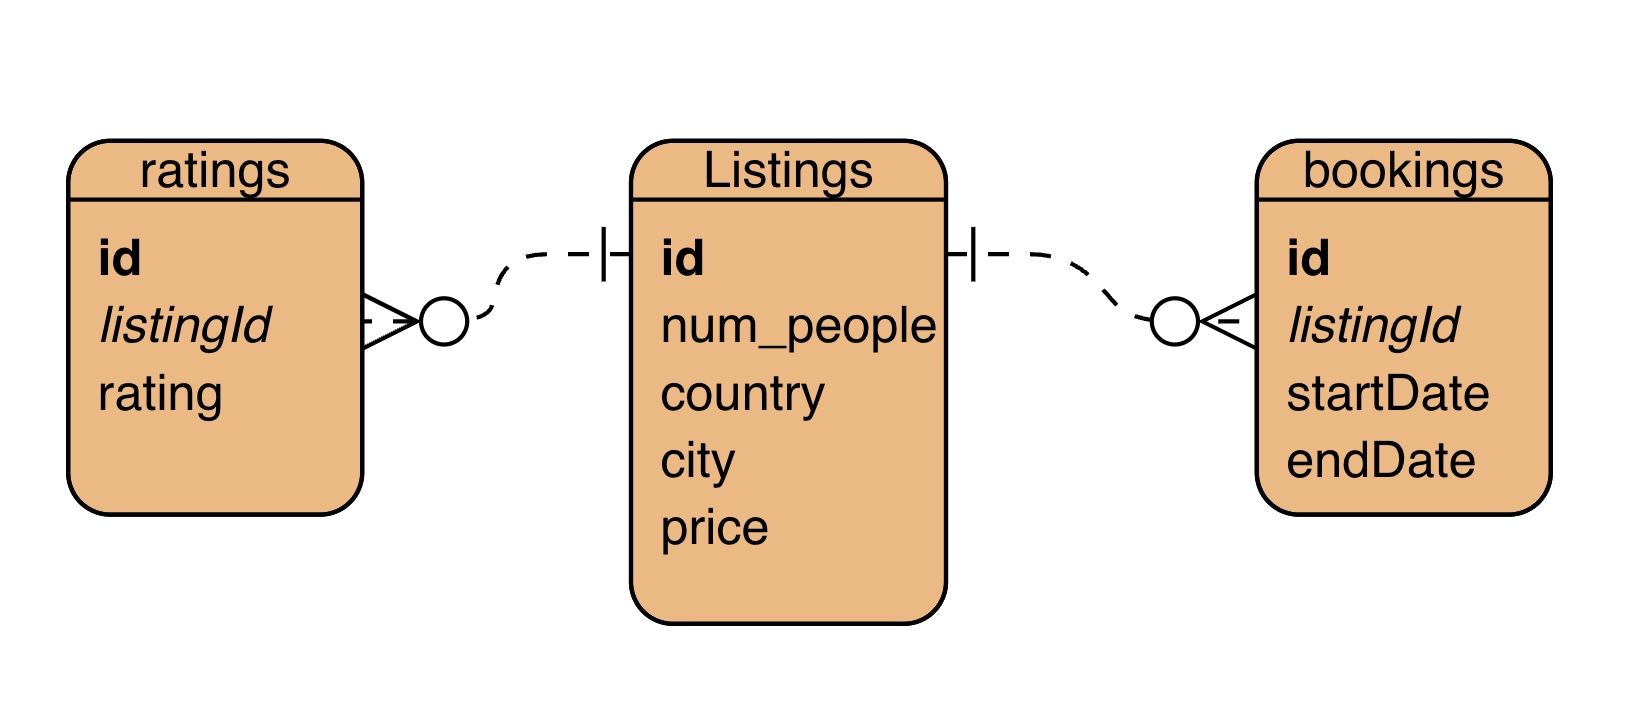 ratings
id
listingId
rating
Listings
id
num_people
country
city
price
bookings
id
listingId
startDate
endDate